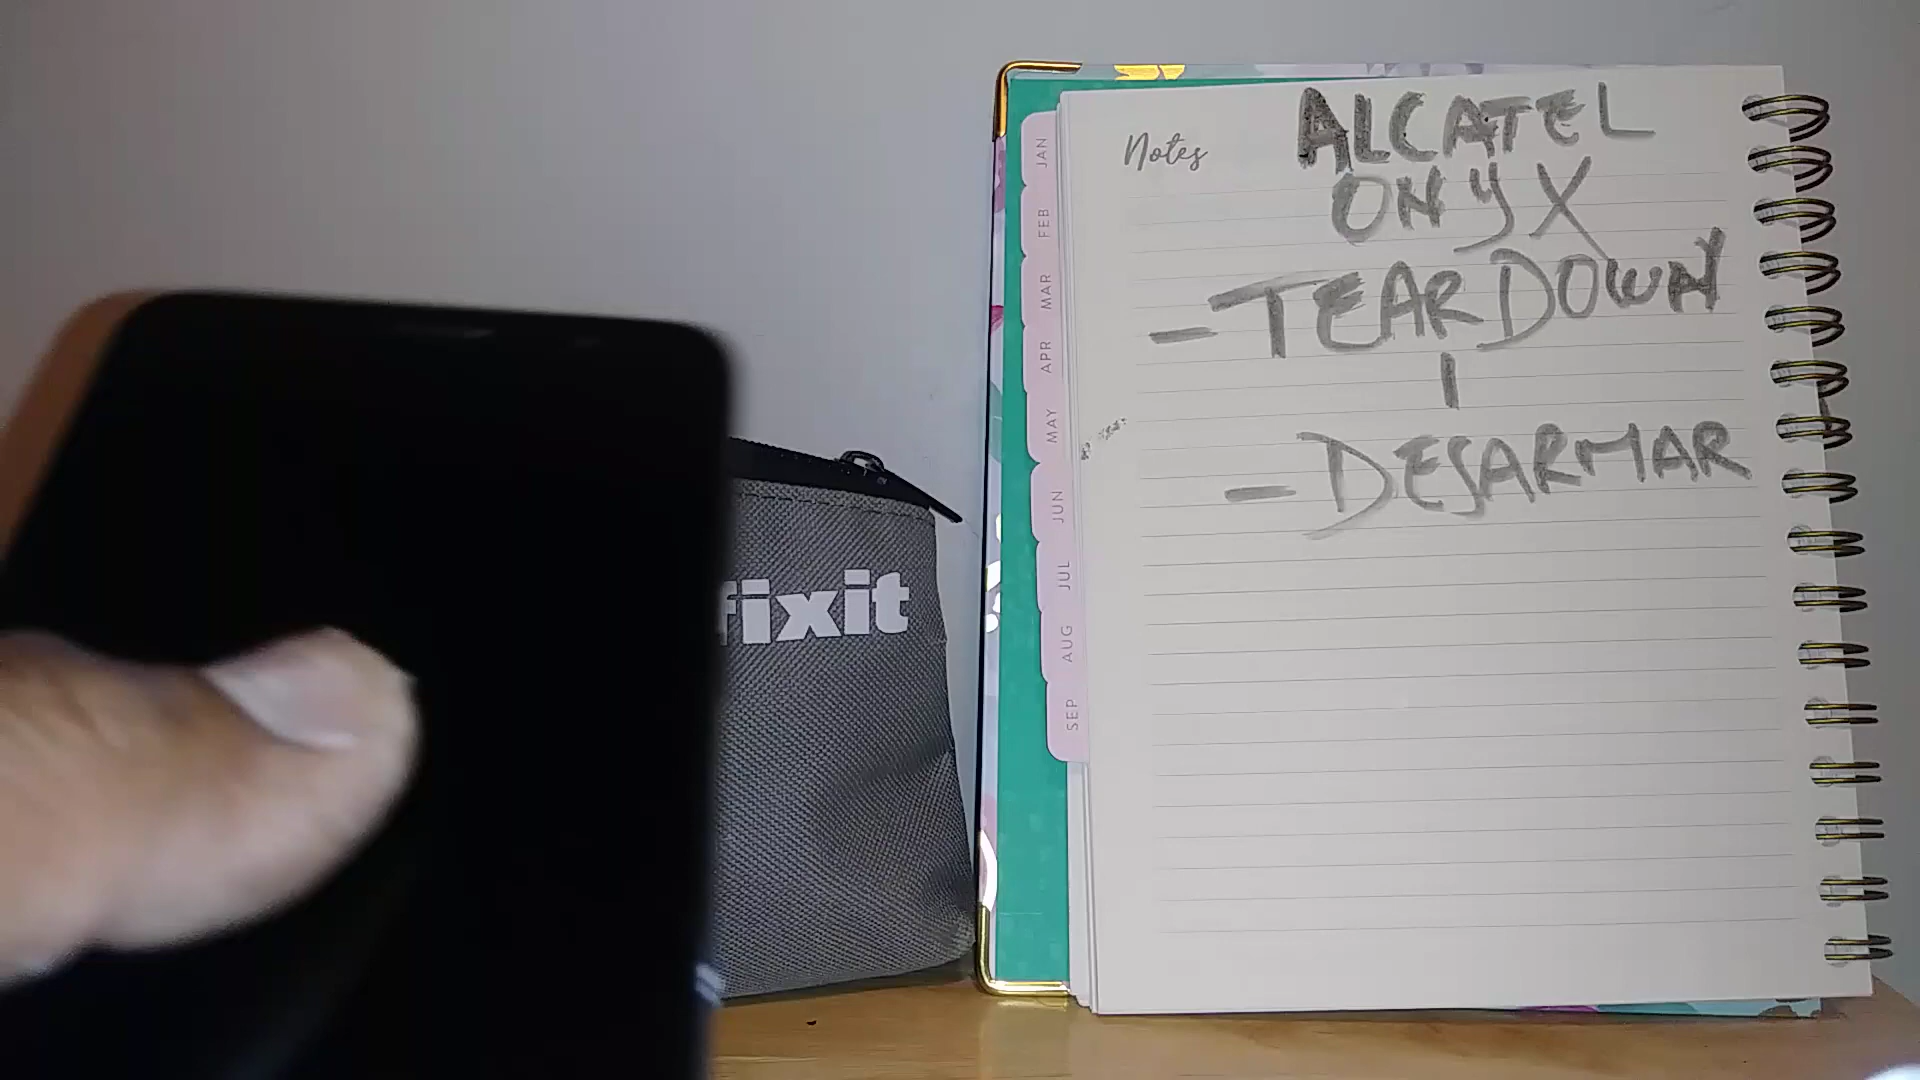 Notes
ALCATEL
ONYX
- TEARDOWN
I
- DESARMAR
JAN
FEB
MAR
APR
MAY
JUN
JUL
AUG
SEP
fixit